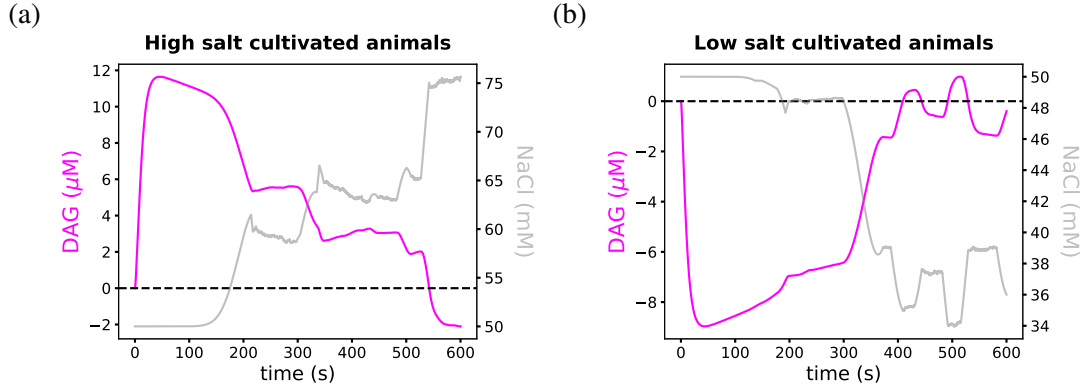 (a)
High salt cultivated animals
DAG (μM)
12
10
8
6
4
2
0
−2
75
70
65
60
55
50
NaCl (mM)
0 100 200 300 400 500 600
time (s)
(b)
Low salt cultivated animals
DAG (μM)
0
−2
−4
−6
−8
50
48
46
44
42
40
38
36
34
NaCl (mM)
0 100 200 300 400 500 600
time (s)